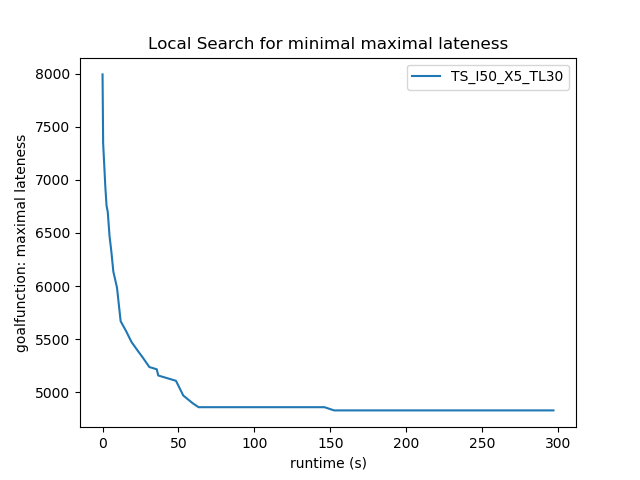 Local Search for minimal maximal lateness
TS_I50_X5_TL30
goalfunction: maximal lateness
8000
7500
7000
6500
6000
5500
5000
0 50 100 150 200 250 300
runtime (s)